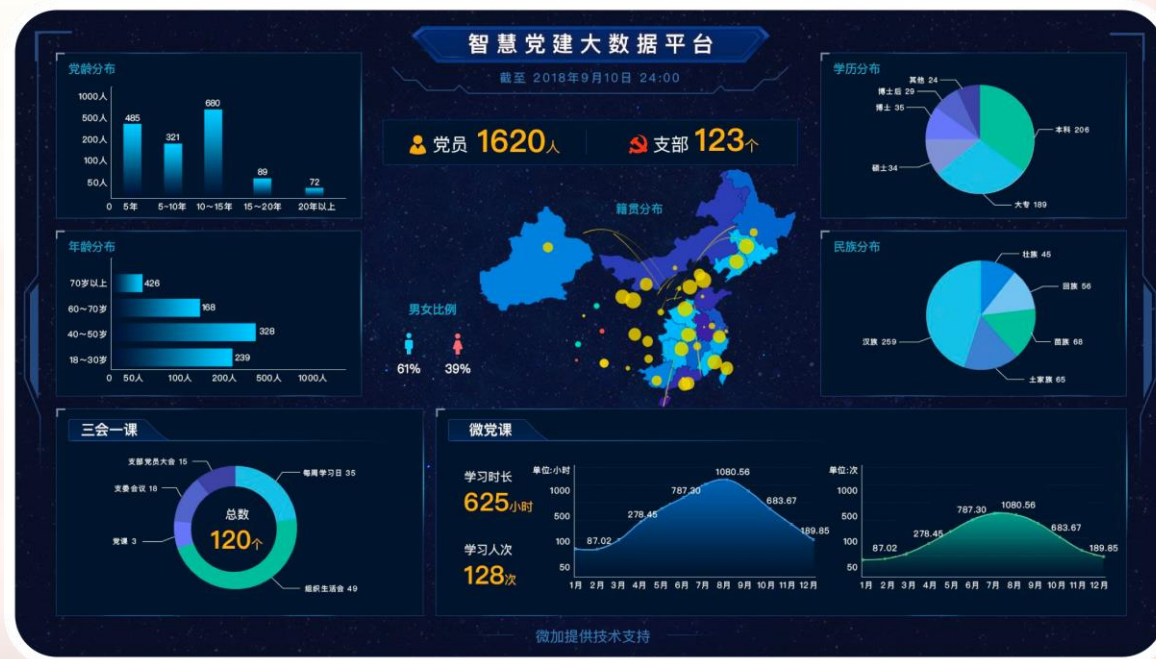 智慧党建大数据平台
截至 2018年9月10日 24:00
党员 1620人
支部 123个
党龄分布
1000人
500人
200人
100人
50人
0
485
321
680
89
72
5年 5~10年 10~15年 15~20年 20年以上
年龄分布
70岁以上 426
60~70岁 168
40~50岁 328
18~30岁 239
0 50人 100人 200人 500人 1000人
籍贯分布
男女比例
61% 39%
学历分布
其他 24
博士后 29
博士 35
硕士34
本科 206
大专 189
民族分布
壮族 45
回族 56
苗族 68
土家族 65
汉族 259
三会一课
支部党员大会 15
支委会议 18
党课 3
每周学习日 35
组织生活会 49
总数
120个
微党课
学习时长
625小时
学习人次
128次
单位:小时
1000
500
100
50
87.02
278.45
787.30
1080.56
683.67
189.85
1月 2月 3月 4月 5月 6月 7月 8月 9月 10月 11月 12月
单位:次
1000
500
100
50
87.02
278.45
787.30
1080.56
683.67
189.85
1月 2月 3月 4月 5月 6月 7月 8月 9月 10月 11月 12月
微加提供技术支持